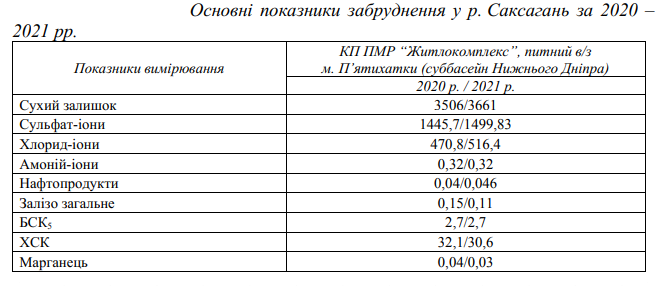 Основні показники забруднення у р. Саксагань за 2020 –
2021 рр.
Показники вимірювання
КП ПМР “Житлокомплекс”, питний в/з
м. П’ятихатки (суббасейн Нижнього Дніпра)
2020 р. / 2021 р.
Сухий залишок 3506/3661
Сульфат-іони 1445,7/1499,83
Хлорид-іони 470,8/516,4
Амоній-іони 0,32/0,32
Нафтопродукти 0,04/0,046
Залізо загальне 0,15/0,11
БСК₅ 2,7/2,7
ХСК 32,1/30,6
Марганець 0,04/0,03